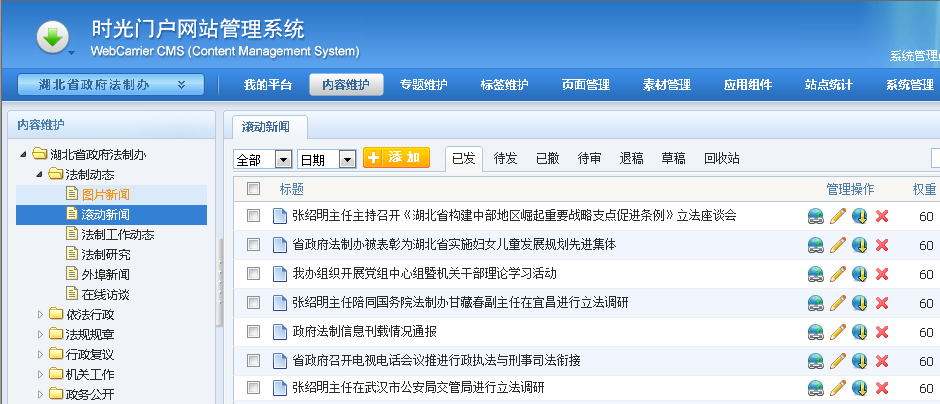 时光门户网站管理系统
WebCarrier CMS (Content Management System)
系统管理
湖北省政府法制办 我的平台 内容维护 专题维护 标签维护 页面管理 素材管理 应用组件 站点统计 系统管理
内容维护
湖北省政府法制办
法制动态
图片新闻
滚动新闻
法制工作动态
法制研究
外埠新闻
在线访谈
依法行政
法规规章
行政复议
机关工作
政务公开
滚动新闻
全部 日期 添加 已发 待发 已撤 待审 退稿 草稿 回收站
标题 管理操作 权重
张绍明主任主持召开《湖北省构建中部地区崛起重要战略支点促进条例》立法座谈会 60
省政府法制办被表彰为湖北省实施妇女儿童发展规划先进集体 60
我办组织开展党组中心组暨机关干部理论学习活动 60
张绍明主任陪同国务院法制办甘藏春副主任在宜昌进行立法调研 60
政府法制信息刊载情况通报 60
省政府召开电视电话会议推进行政执法与刑事司法衔接 60
张绍明主任在武汉市公安局交管局进行立法调研 60